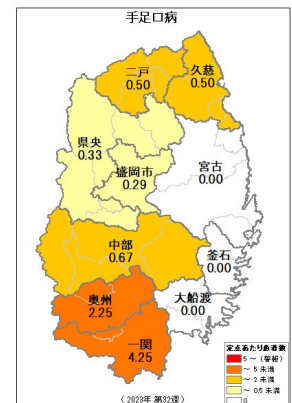 手足口病
二戸
0.50
久慈
0.50
県央
0.33
盛岡市
0.29
宮古
0.00
中部
0.67
釜石
0.00
奥州
2.25
大船渡
0.00
一関
4.25
定点あたり患者数
5～(警報)
～5未満
～2未満
～0.5未満
0
(2023年 第32週)